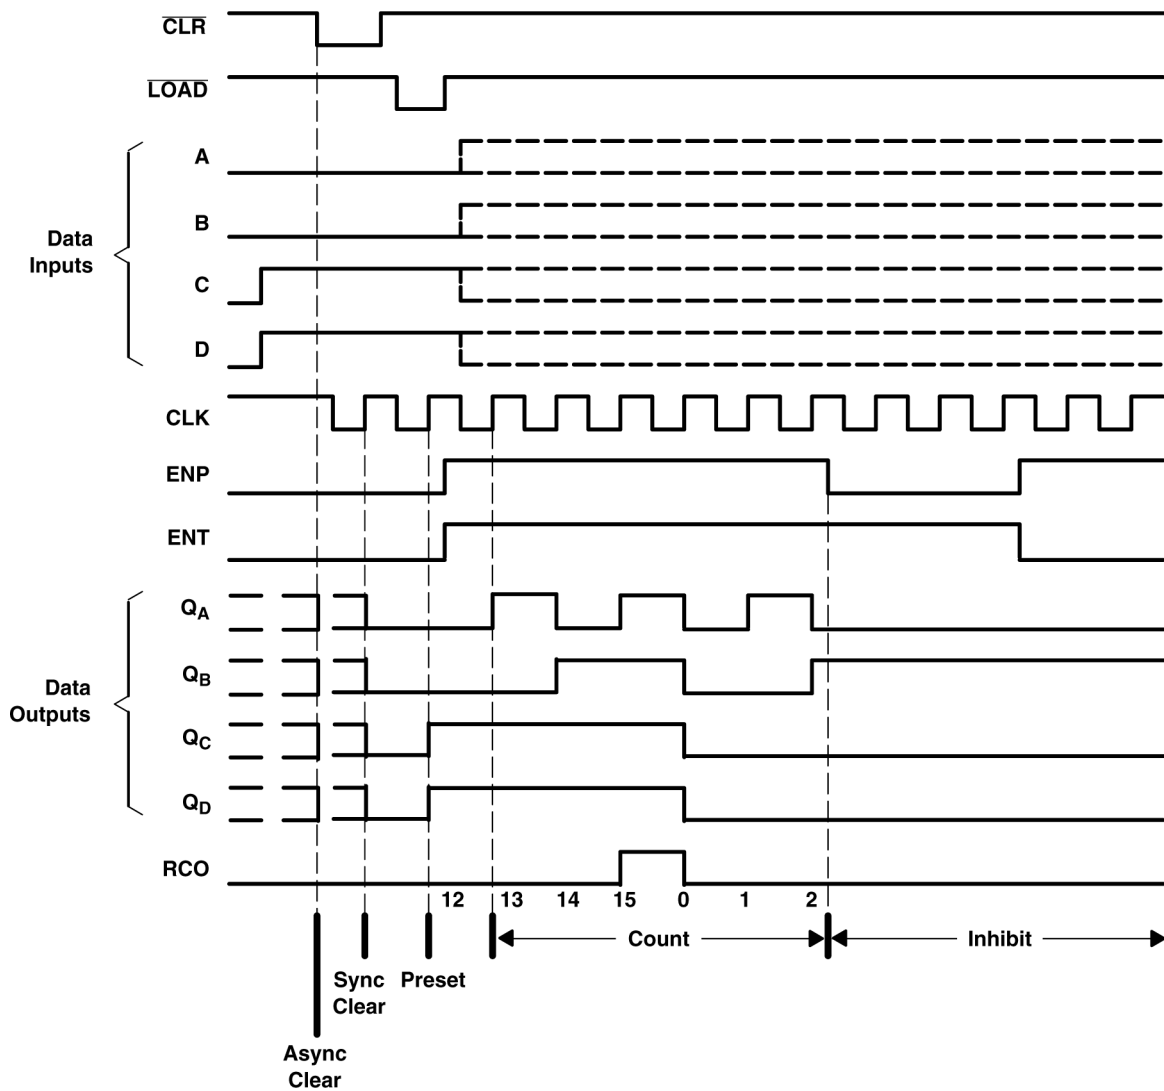 CLR
LOAD
A
B
Data
Inputs
C
D
CLK
ENP
ENT
QA
QB
Data
Outputs
QC
QD
RCO
12 13 14 15 0 1 2
Count Inhibit
Sync
Clear
Preset
Async
Clear